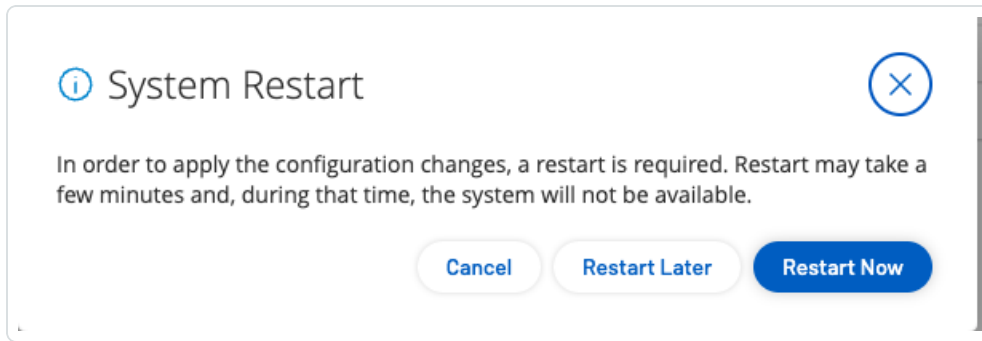 System Restart
In order to apply the configuration changes, a restart is required. Restart may take a
few minutes and, during that time, the system will not be available.
Cancel
Restart Later
Restart Now